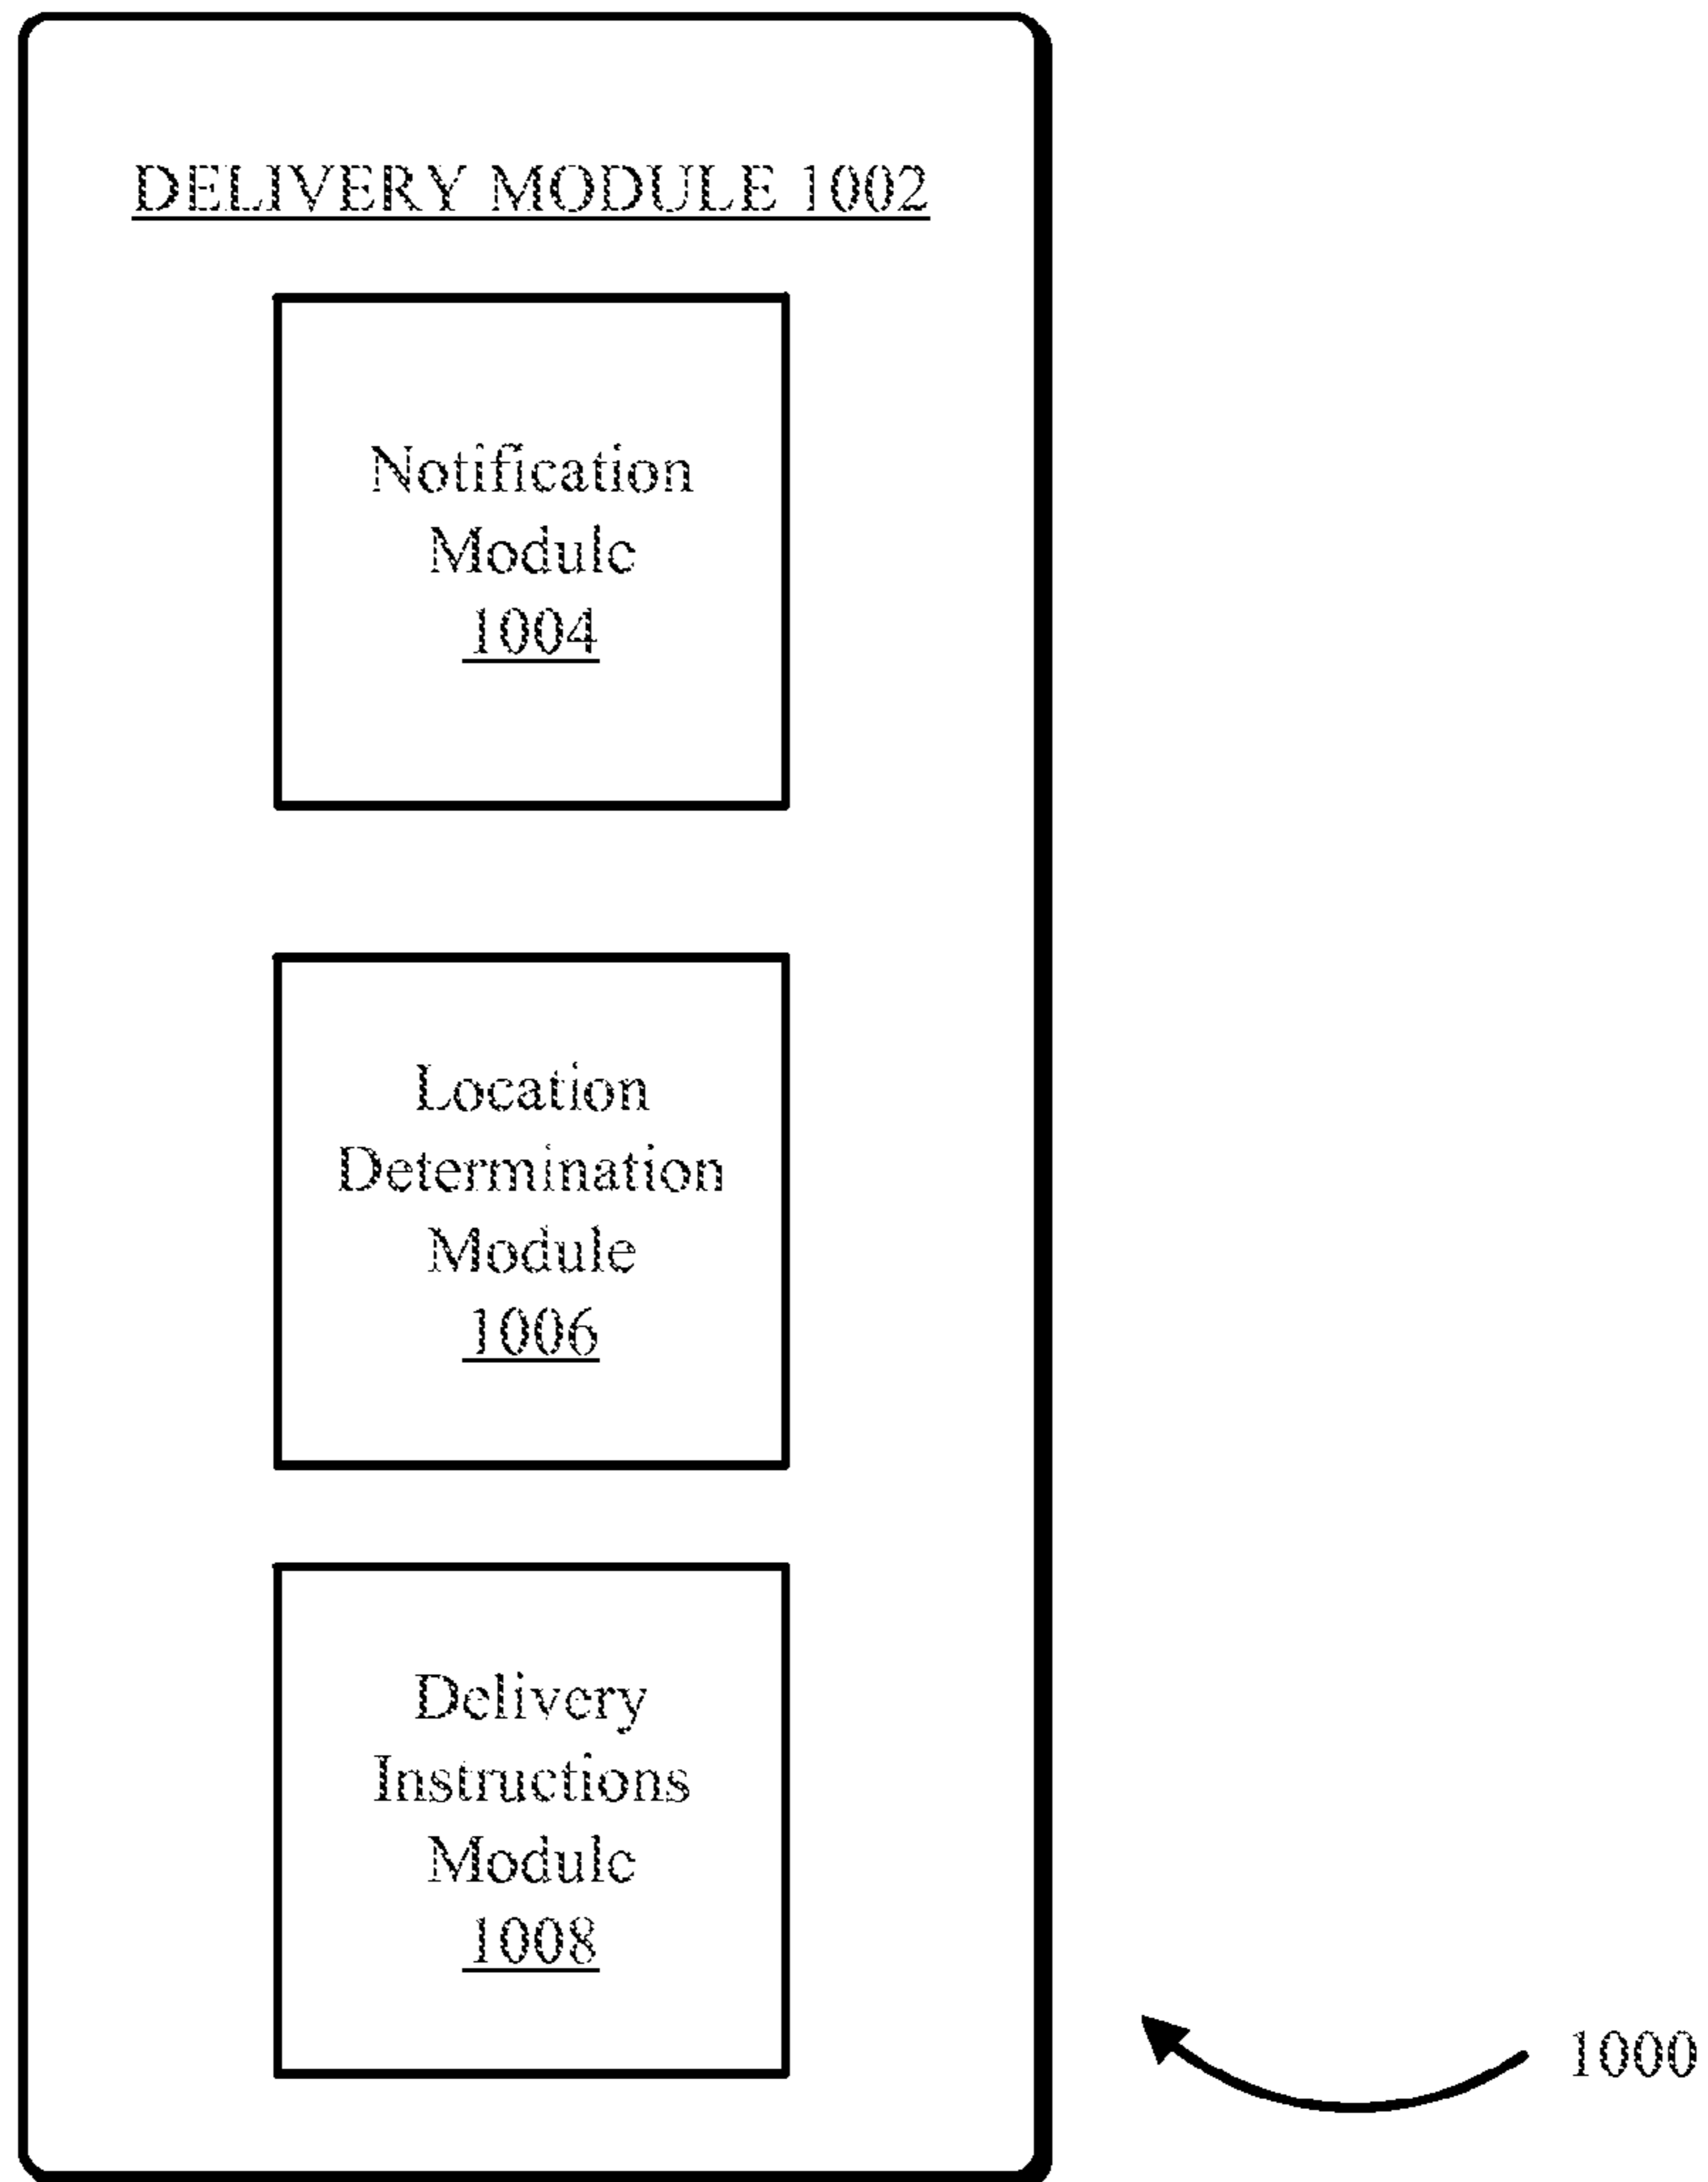 DELIVERY MODULE 1002
Notification
Module
1004
Location
Determination
Module
1006
Delivery
Instructions
Module
1008
1000